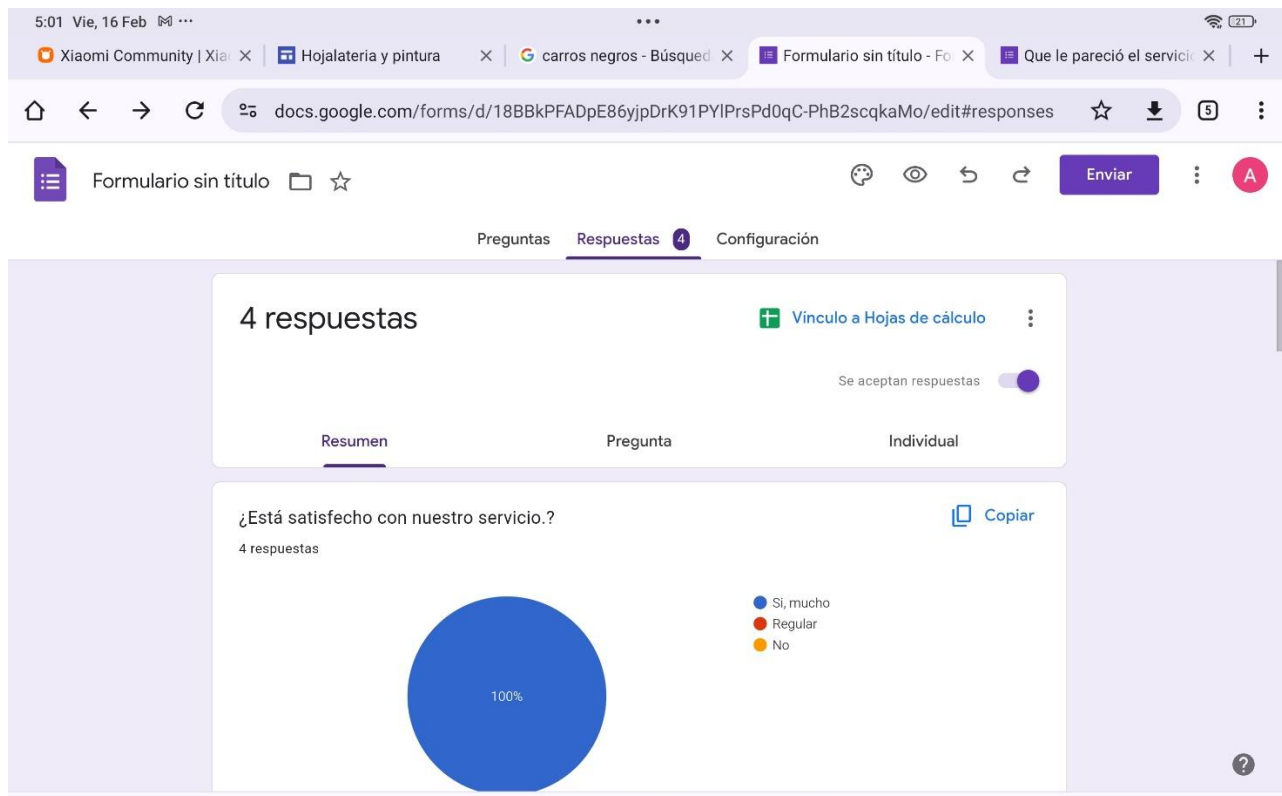 5:01 Vie, 16 Feb ···
21
Xiaomi Community | Xia
Hojalateria y pintura
carros negros - Búsqued
Formulario sin título - Fo
Que le pareció el servicio
docs.google.com/forms/d/18BBkPFADpE86yjpDrK91PYlPrsPd0qC-PhB2scqkaMo/edit#responses
5
Formulario sin título
Enviar
A
Preguntas
Respuestas 4
Configuración
4 respuestas
Vínculo a Hojas de cálculo
Se aceptan respuestas
Resumen
Pregunta
Individual
¿Está satisfecho con nuestro servicio.?
Copiar
4 respuestas
Si, mucho
Regular
No
100%